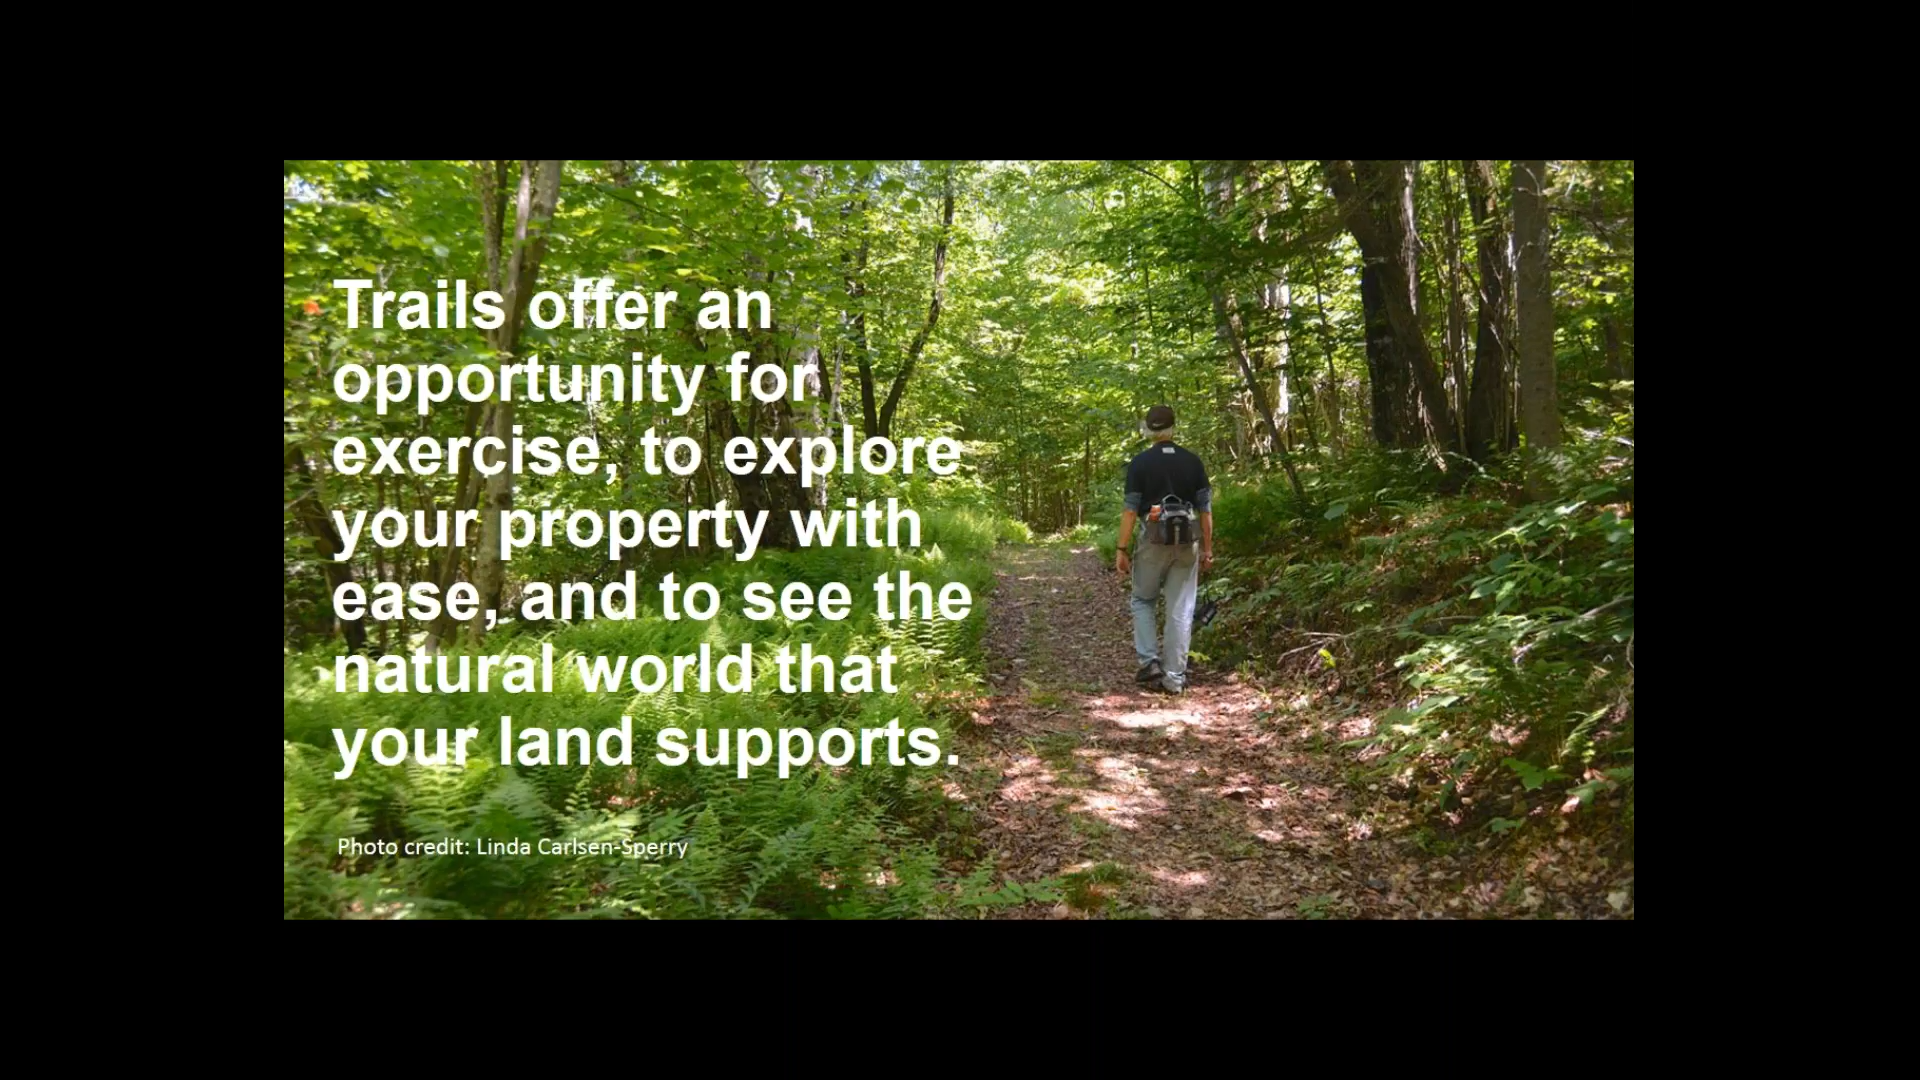 Trails offer an
opportunity for
exercise, to explore
your property with
ease, and to see the
natural world that
your land supports.
Photo credit: Linda Carlsen-Sperry